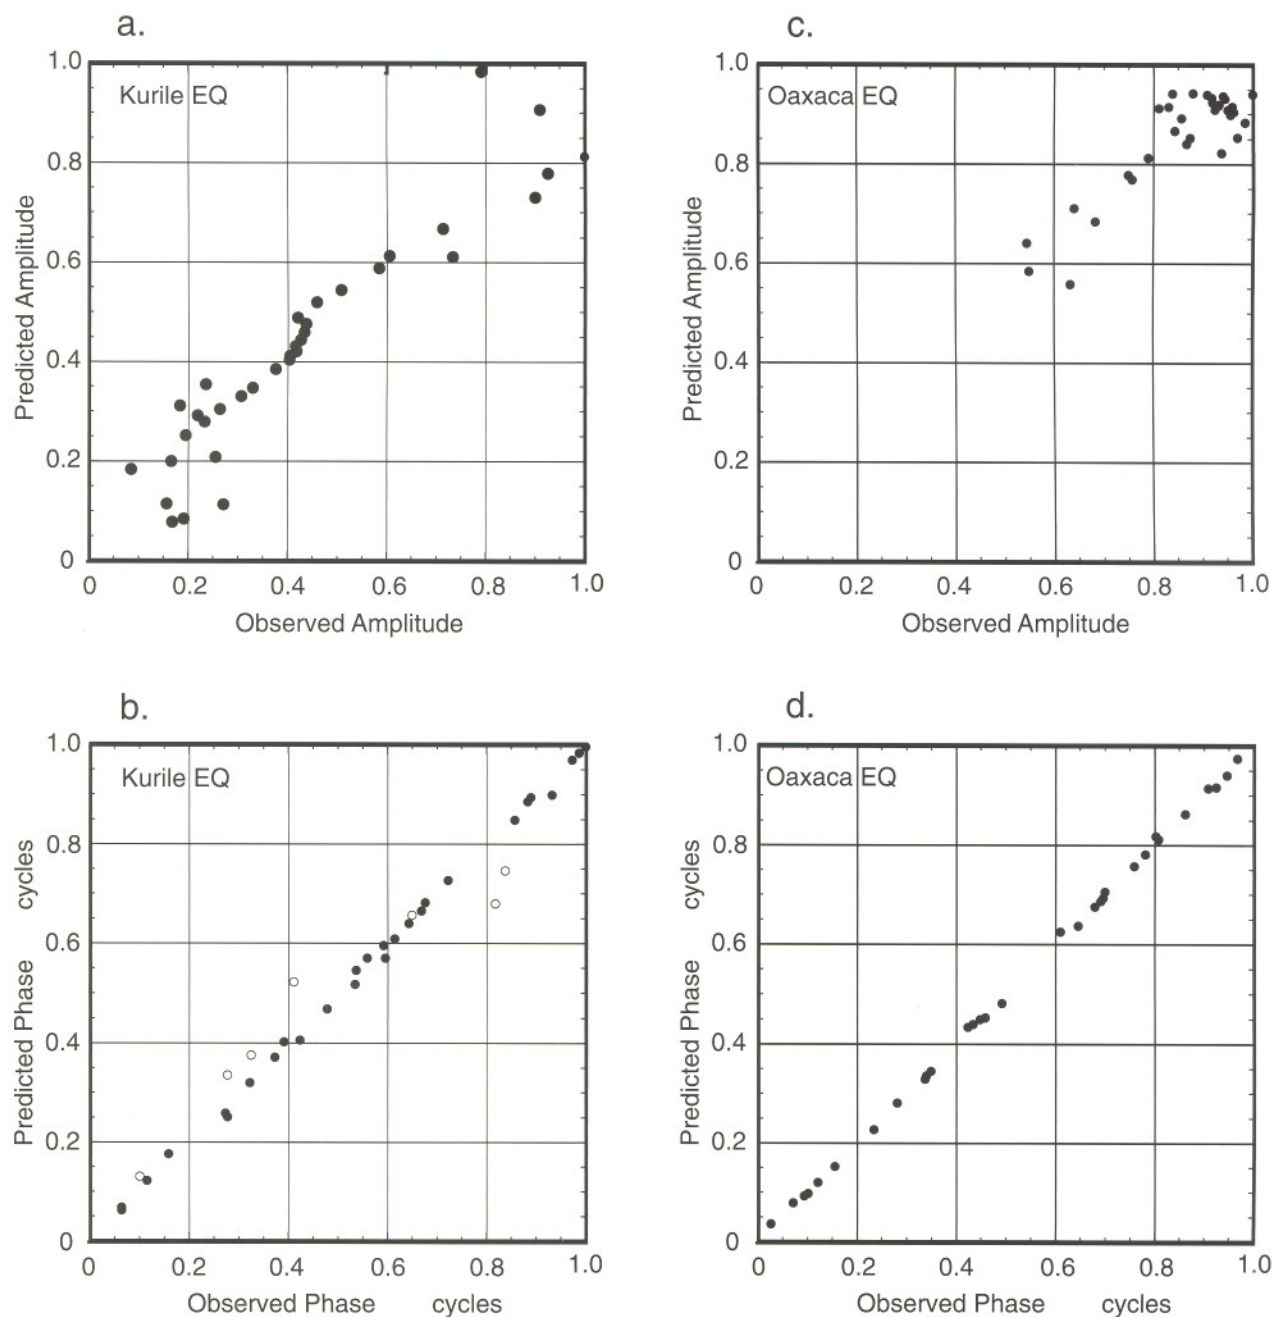 a.
1.0
Kurile EQ
0.8
0.6
0.4
0.2
0
Predicted Amplitude
0 0.2 0.4 0.6 0.8 1.0
Observed Amplitude
c.
1.0
Oaxaca EQ
0.8
0.6
0.4
0.2
0
Predicted Amplitude
0 0.2 0.4 0.6 0.8 1.0
Observed Amplitude
b.
1.0
Kurile EQ
0.8
0.6
0.4
0.2
0
Predicted Phase cycles
0 0.2 0.4 0.6 0.8 1.0
Observed Phase cycles
d.
1.0
Oaxaca EQ
0.8
0.6
0.4
0.2
0
Predicted Phase cycles
0 0.2 0.4 0.6 0.8 1.0
Observed Phase cycles